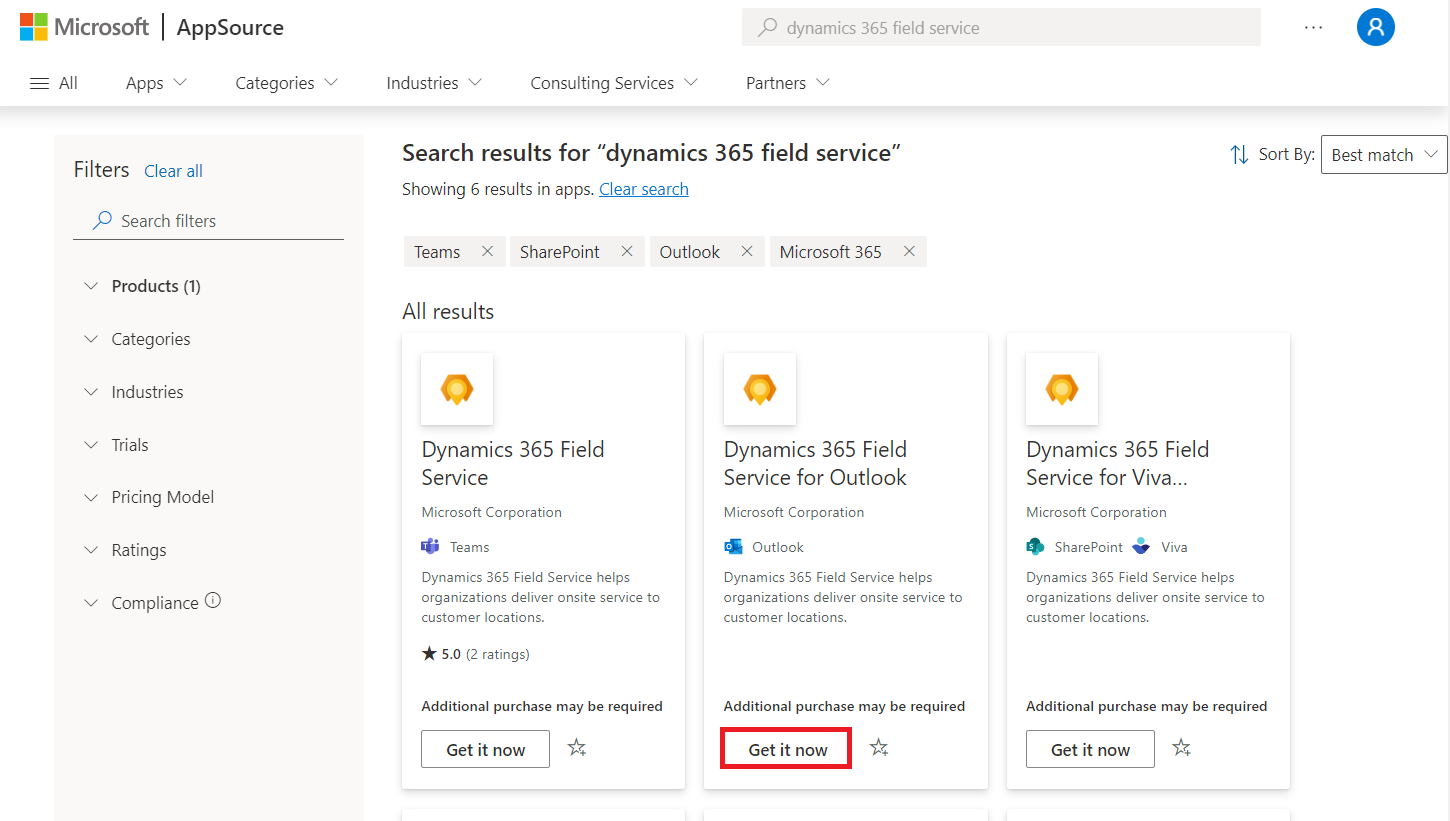 Microsoft | AppSource
dynamics 365 field service
All
Apps
Categories
Industries
Consulting Services
Partners
Filters
Clear all
Search filters
Products (1)
Categories
Industries
Trials
Pricing Model
Ratings
Compliance
Search results for “dynamics 365 field service”
Sort By:
Best match
Showing 6 results in apps. Clear search
Teams
SharePoint
Outlook
Microsoft 365
All results
Dynamics 365 Field
Service
Microsoft Corporation
Teams
Dynamics 365 Field Service helps
organizations deliver onsite service to
customer locations.
5.0 (2 ratings)
Additional purchase may be required
Get it now
Dynamics 365 Field
Service for Outlook
Microsoft Corporation
Outlook
Dynamics 365 Field Service helps
organizations deliver onsite service to
customer locations.
Additional purchase may be required
Get it now
Dynamics 365 Field
Service for Viva...
Microsoft Corporation
SharePoint
Viva
Dynamics 365 Field Service helps
organizations deliver onsite service to
customer locations.
Additional purchase may be required
Get it now